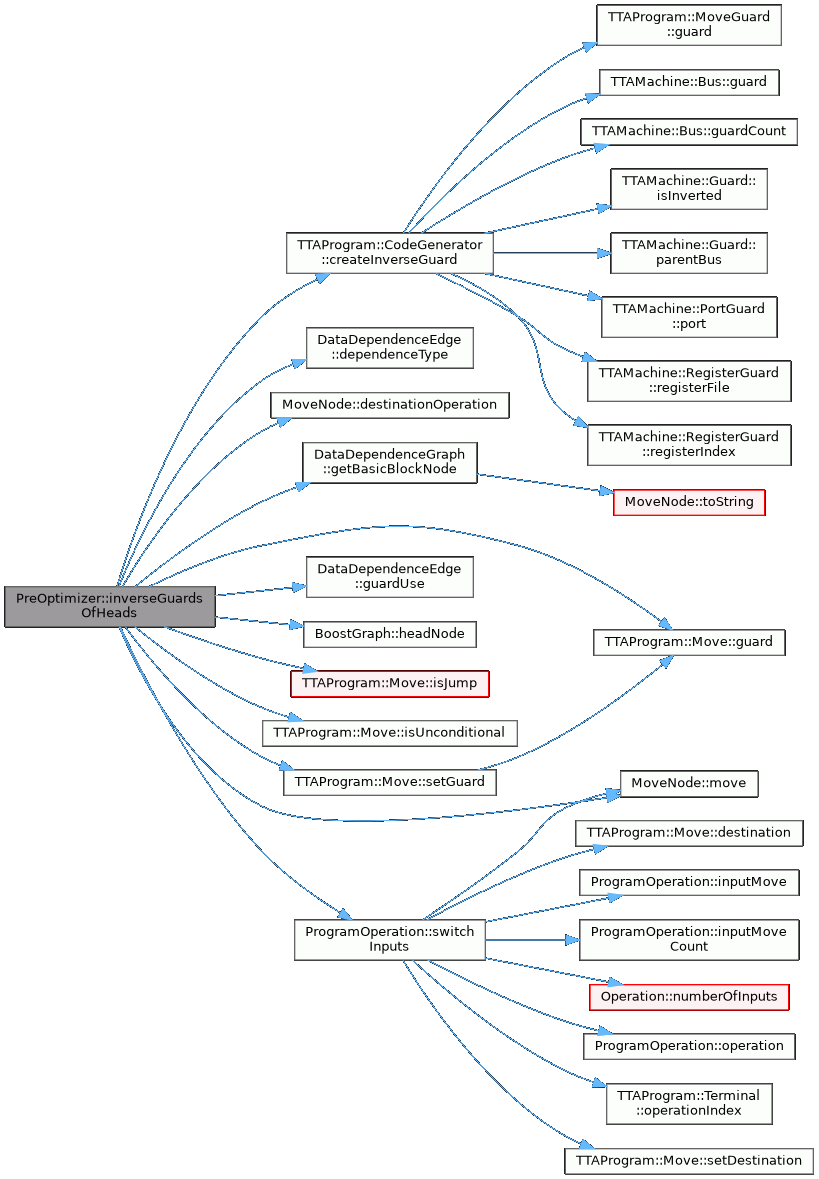 TTAProgram::MoveGuard
::guard
TTAMachine::Bus::guard
TTAMachine::Bus::guardCount
TTAMachine::Guard::
isInverted
TTAProgram::CodeGenerator
::createInverseGuard
TTAMachine::Guard::
parentBus
TTAMachine::PortGuard
::port
DataDependenceEdge
::dependenceType
TTAMachine::RegisterGuard
::registerFile
MoveNode::destinationOperation
TTAMachine::RegisterGuard
::registerIndex
DataDependenceGraph
::getBasicBlockNode
MoveNode::toString
DataDependenceEdge
::guardUse
PreOptimizer::inverseGuards
OfHeads
BoostGraph::headNode
TTAProgram::Move::guard
TTAProgram::Move::isJump
TTAProgram::Move::isUnconditional
TTAProgram::Move::setGuard
MoveNode::move
TTAProgram::Move::destination
ProgramOperation::inputMove
ProgramOperation::switch
Inputs
ProgramOperation::inputMove
Count
Operation::numberOfInputs
ProgramOperation::operation
TTAProgram::Terminal
::operationIndex
TTAProgram::Move::setDestination